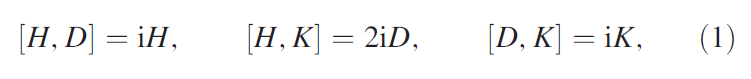 [H, D] = iH, [H, K] = 2iD, [D, K] = iK, (1)